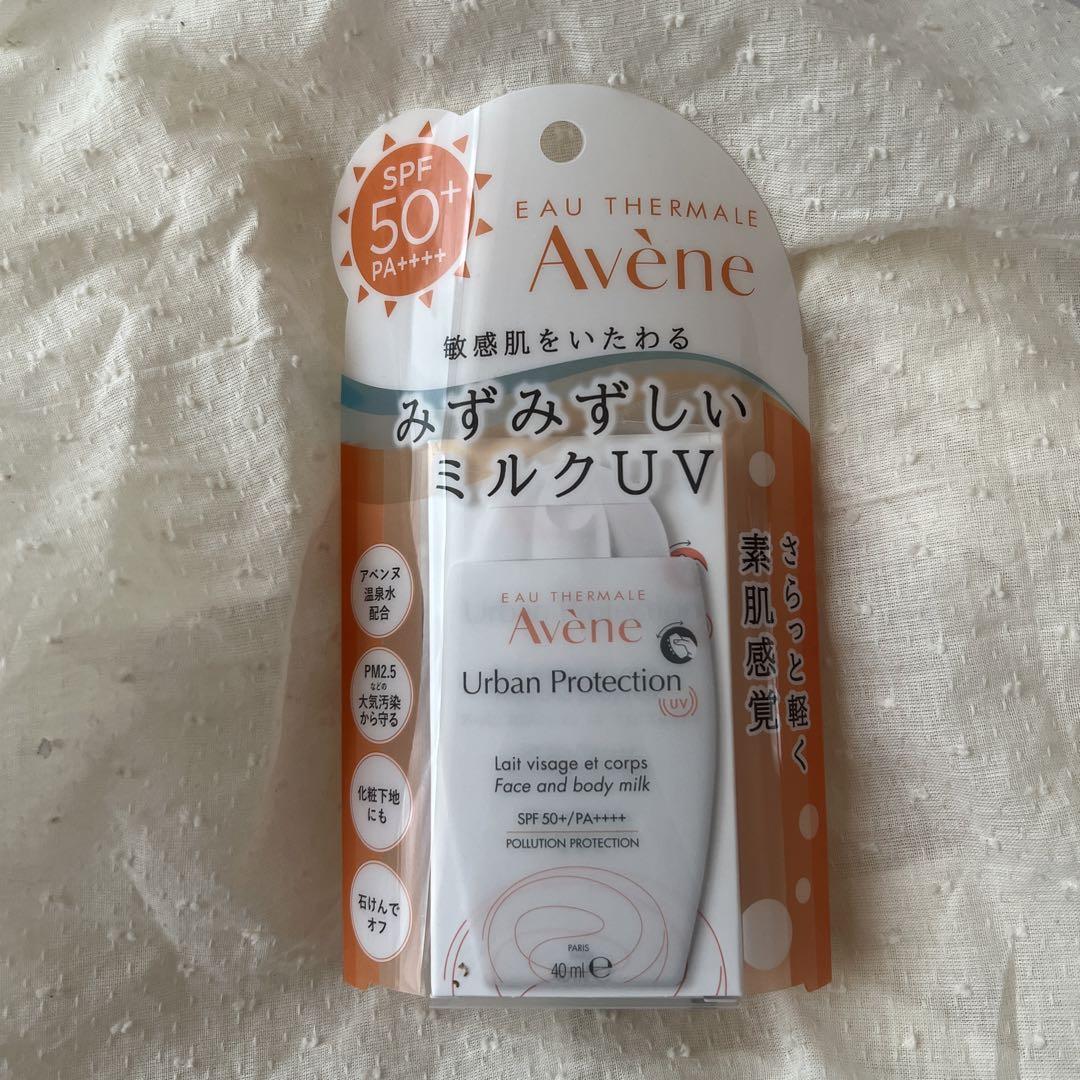 SPF
50+
PA++++
EAU THERMALE
Avène
敏感肌をいたわる
みずみずしい
ミルクUV
さらっと軽く
素肌感覚
アベンヌ
温泉水
配合
PM2.5
などの
大気汚染
から守る
化粧下地
にも
石けんで
オフ
EAU THERMALE
Avène
Urban Protection
UV
Lait visage et corps
Face and body milk
SPF 50+/PA++++
POLLUTION PROTECTION
PARIS
40 ml ℮